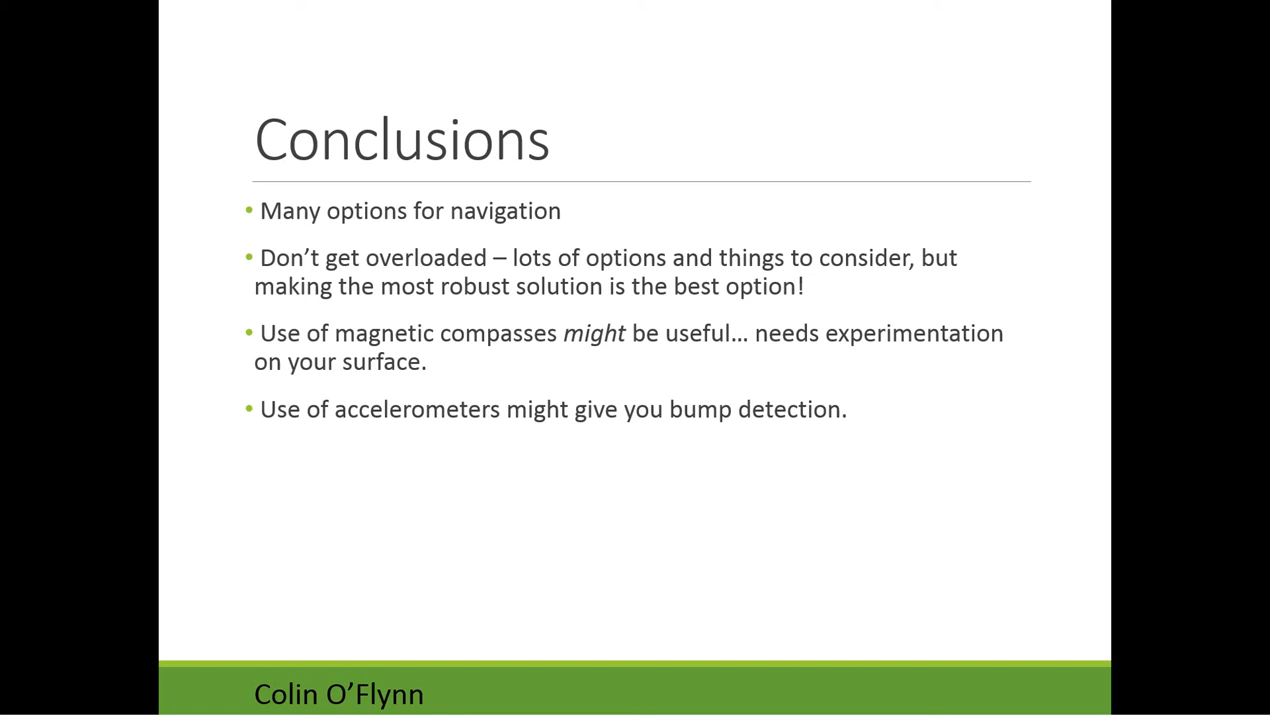 Conclusions
• Many options for navigation
• Don’t get overloaded – lots of options and things to consider, but
making the most robust solution is the best option!
• Use of magnetic compasses might be useful… needs experimentation
on your surface.
• Use of accelerometers might give you bump detection.
Colin O’Flynn